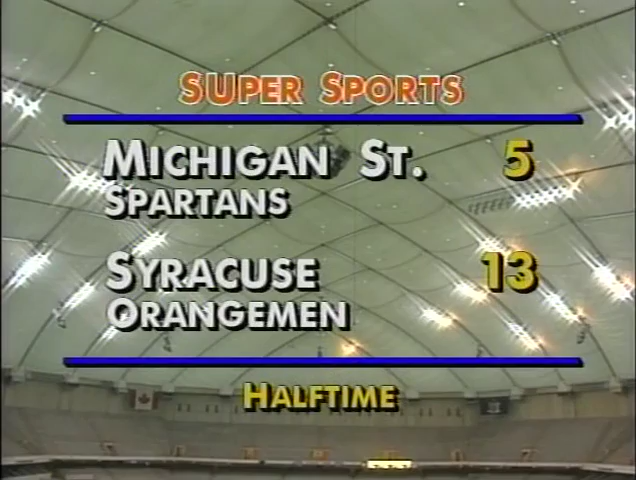 SUPER SPORTS
MICHIGAN ST. 5
SPARTANS
SYRACUSE 13
ORANGEMEN
HALFTIME